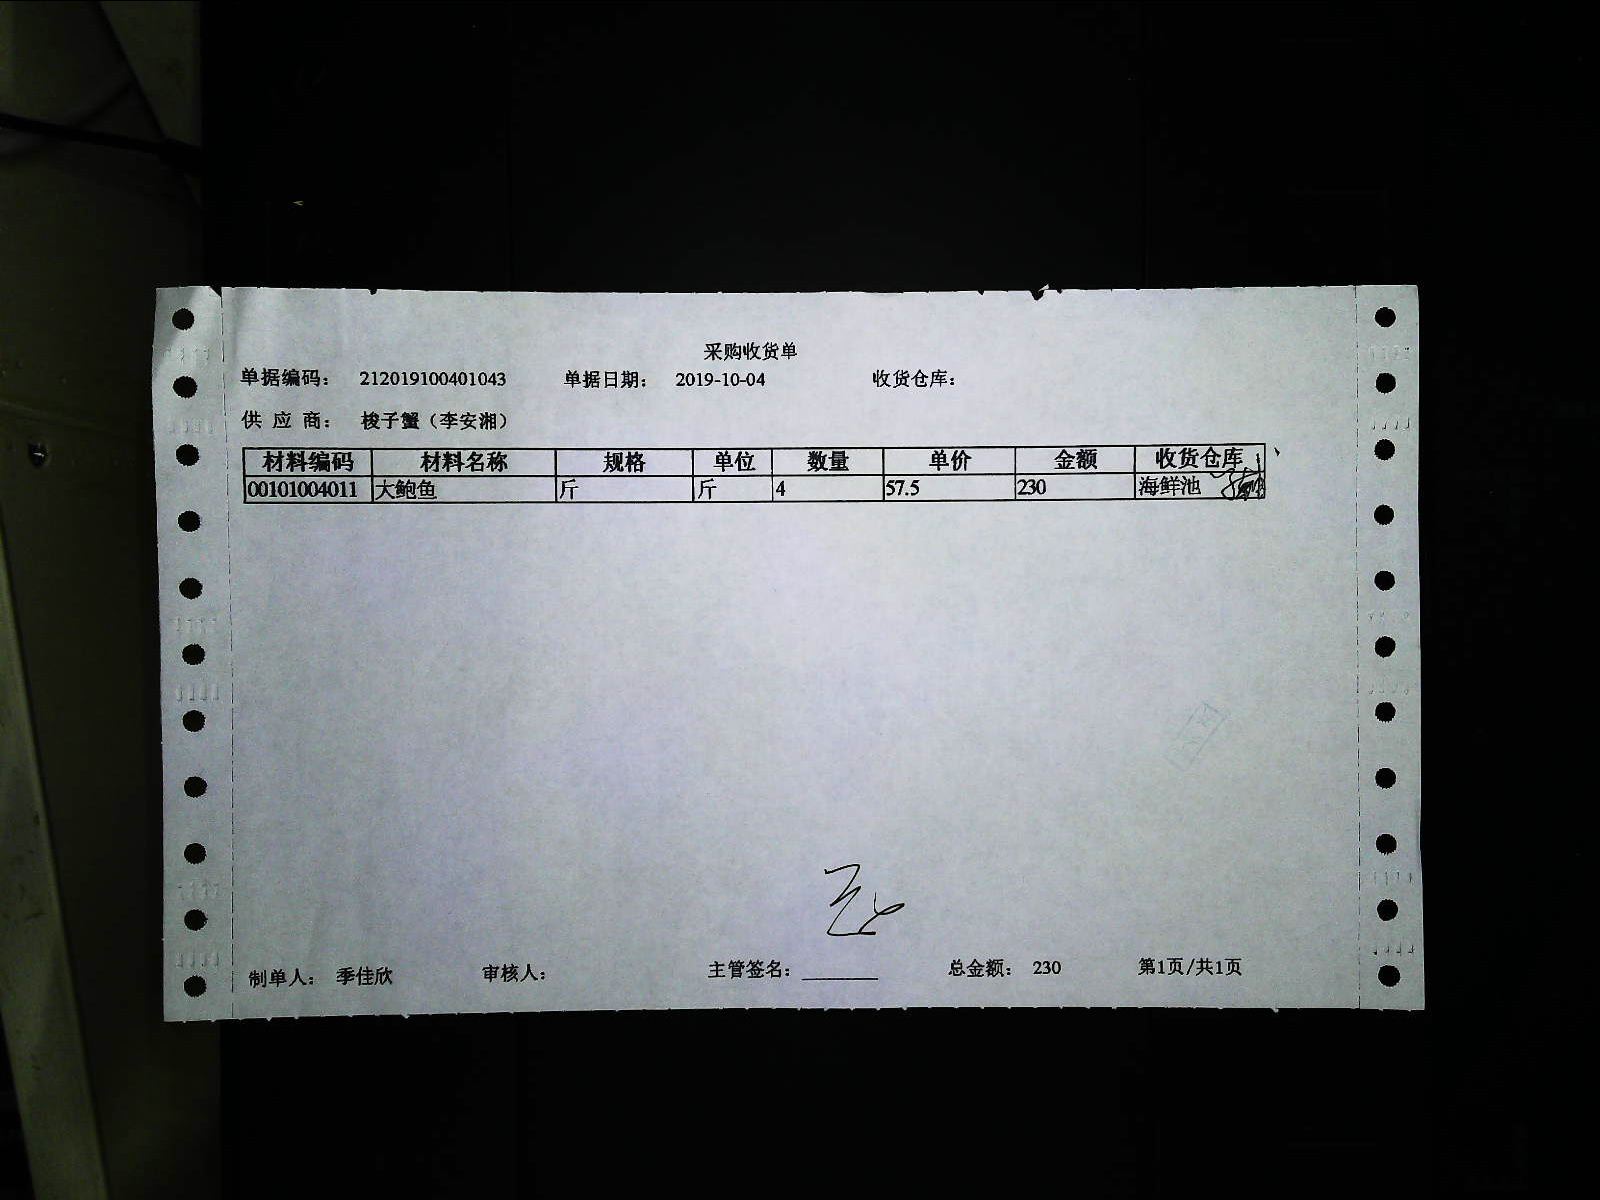 采购收货单
单据编码： 212019100401043 单据日期： 2019-10-04 收货仓库：
供 应 商： 梭子蟹（李安湘）
材料编码 材料名称 规格 单位 数量 单价 金额 收货仓库
00101004011 大鲍鱼 斤 斤 4 57.5 230 海鲜池
制单人： 季佳欣 审核人： 主管签名： 总金额： 230 第1页/共1页